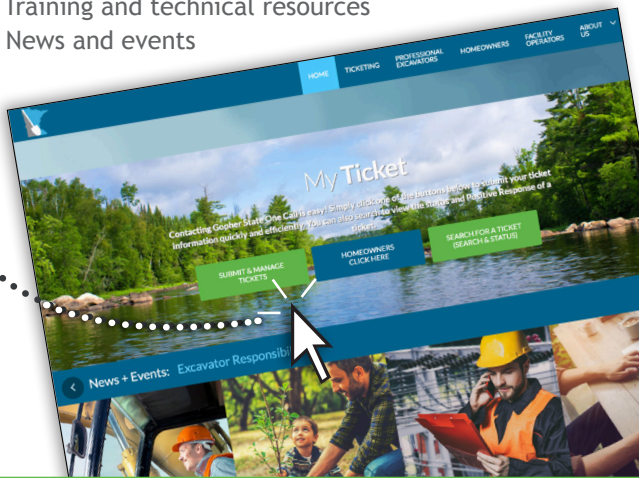 Training and technical resources
News and events
HOME
TICKETING
PROFESSIONAL
EXCAVATORS
HOMEOWNERS
FACILITY
OPERATORS
ABOUT
US
My Ticket
Contacting Gopher State One Call is easy! Simply click one of the buttons below to submit your ticket
information quickly and efficiently. You can also search to view the status and Positive Response of a
ticket.
SUBMIT & MANAGE
TICKETS
HOMEOWNERS
CLICK HERE
SEARCH FOR A TICKET
(SEARCH & STATUS)
News + Events: Excavator